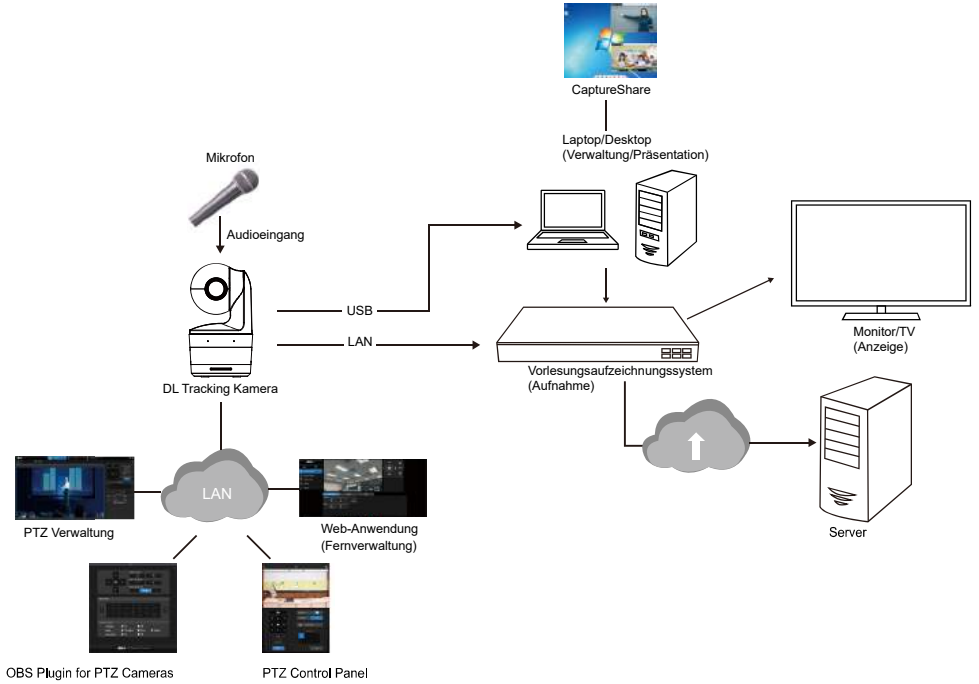 CaptureShare
Laptop/Desktop
(Verwaltung/Präsentation)
Mikrofon
Audioeingang
USB
LAN
DL Tracking Kamera
Vorlesungsaufzeichnungssystem
(Aufnahme)
Monitor/TV
(Anzeige)
LAN
PTZ Verwaltung
Web-Anwendung
(Fernverwaltung)
Server
OBS Plugin for PTZ Cameras
PTZ Control Panel